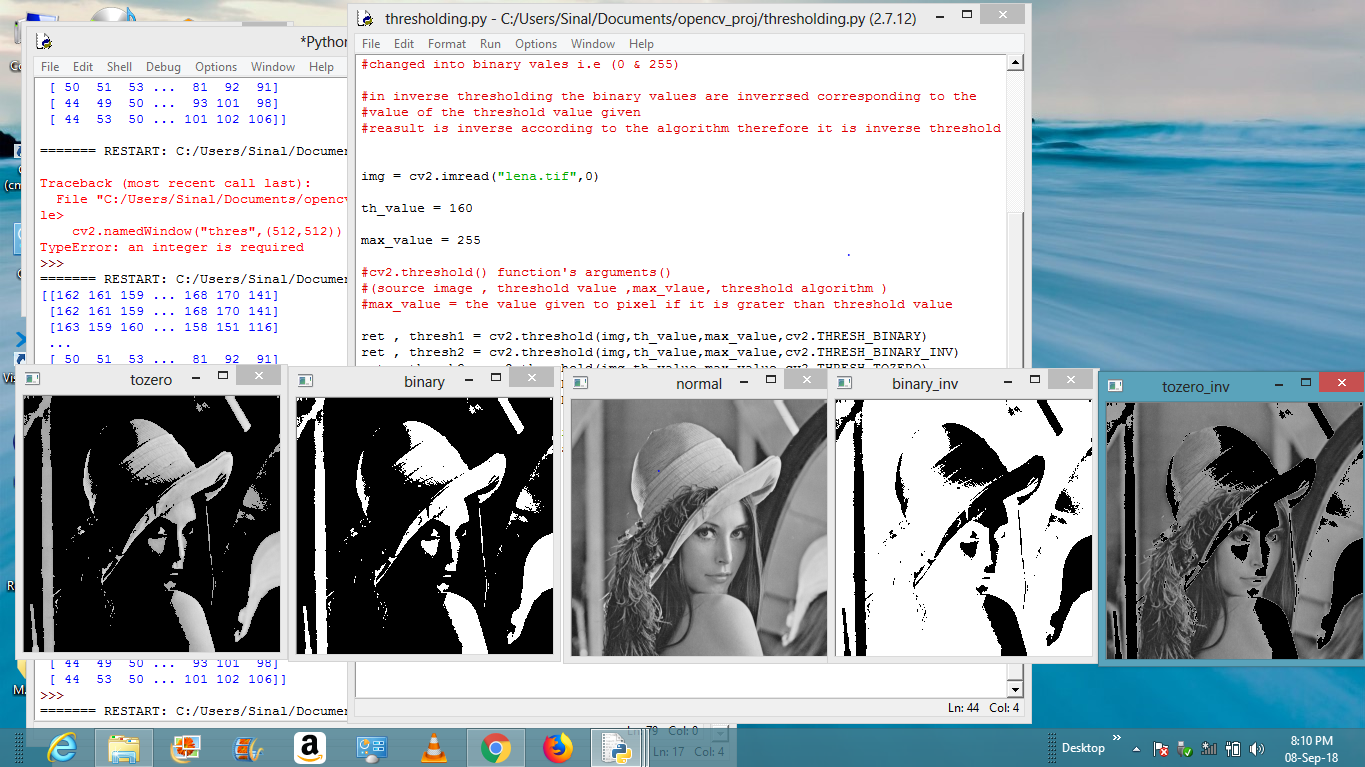 *Python
File Edit Shell Debug Options Window Help
[ 50 51 53 ... 81 92 91]
[ 44 49 50 ... 93 101 98]
[ 44 53 50 ... 101 102 106]]
======= RESTART: C:/Users/Sinal/Docume
Traceback (most recent call last):
File "C:/Users/Sinal/Documents/opencv
le>
cv2.namedWindow("thres",(512,512))
TypeError: an integer is required
>>>
======= RESTART: C:/Users/Sinal/Docume
[[162 161 159 ... 168 170 141]
[162 161 159 ... 168 170 141]
[163 159 160 ... 158 151 116]
...
[ 50 51 53 ... 81 92 91]
thresholding.py - C:/Users/Sinal/Documents/opencv_proj/thresholding.py (2.7.12)
File Edit Format Run Options Window Help
#changed into binary vales i.e (0 & 255)
#in inverse thresholding the binary values are inverrsed corresponding to the
#value of the threshold value given
#reasult is inverse according to the algorithm therefore it is inverse threshold
img = cv2.imread("lena.tif",0)
th_value = 160
max_value = 255
#cv2.threshold() function's arguments()
#(source image , threshold value ,max_vlaue, threshold algorithm )
#max_value = the value given to pixel if it is grater than threshold value
ret , thresh1 = cv2.threshold(img,th_value,max_value,cv2.THRESH_BINARY)
ret , thresh2 = cv2.threshold(img,th_value,max_value,cv2.THRESH_BINARY_INV)
tozero
binary
normal
binary_inv
tozero_inv
[ 44 49 50 ... 93 101 98]
[ 44 53 50 ... 101 102 106]]
>>>
======= RESTART: C:/Users/Sinal/Docume
Ln: 44 Col: 4
Ln: 79 Col: 0
Ln: 17 Col: 4
Desktop
8:10 PM
08-Sep-18